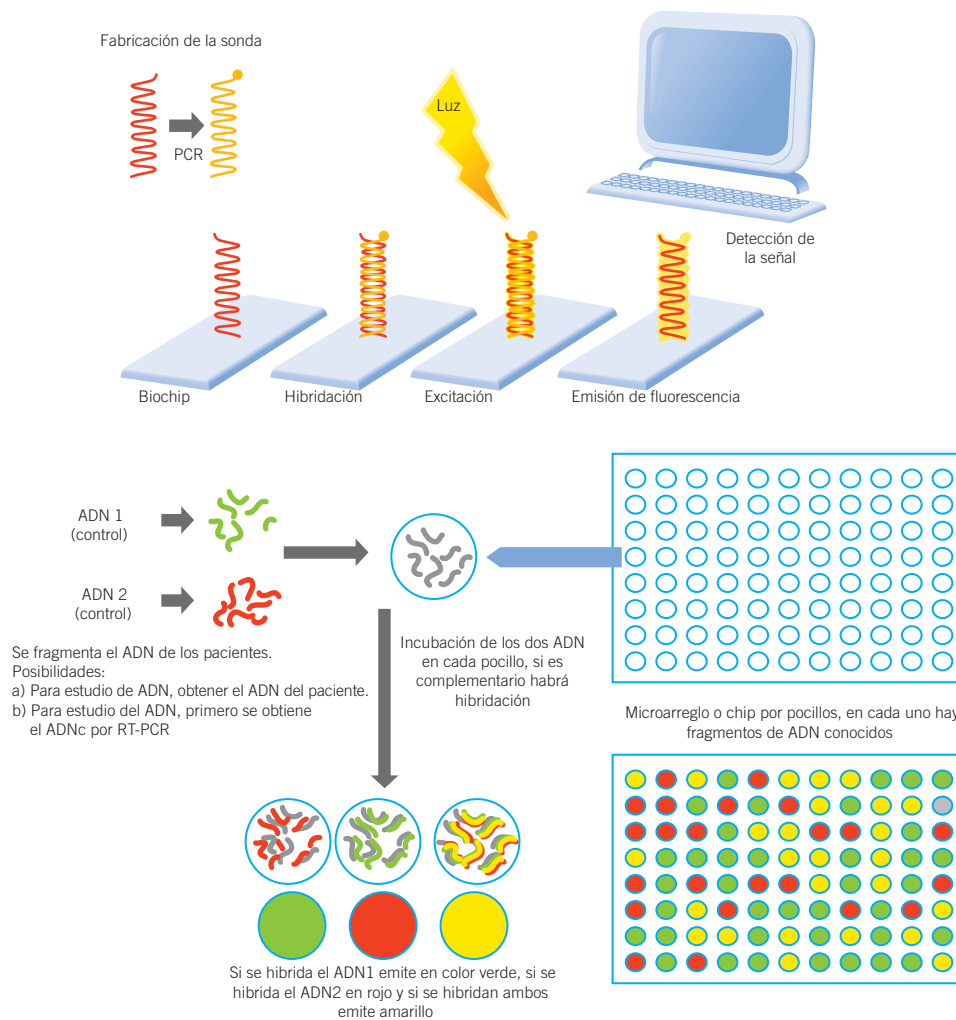 Fabricación de la sonda
PCR
Luz
Detección de
la señal
Biochip
Hibridación
Excitación
Emisión de fluorescencia
ADN 1
(control)
ADN 2
(control)
Se fragmenta el ADN de los pacientes.
Posibilidades:
a) Para estudio de ADN, obtener el ADN del paciente.
b) Para estudio del ADN, primero se obtiene
el ADNc por RT-PCR
Incubación de los dos ADN
en cada pocillo, si es
complementario habrá
hibridación
Microarreglo o chip por pocillos, en cada uno hay
fragmentos de ADN conocidos
Si se hibrida el ADN1 emite en color verde, si se
hibrida el ADN2 en rojo y si se hibridan ambos
emite amarillo